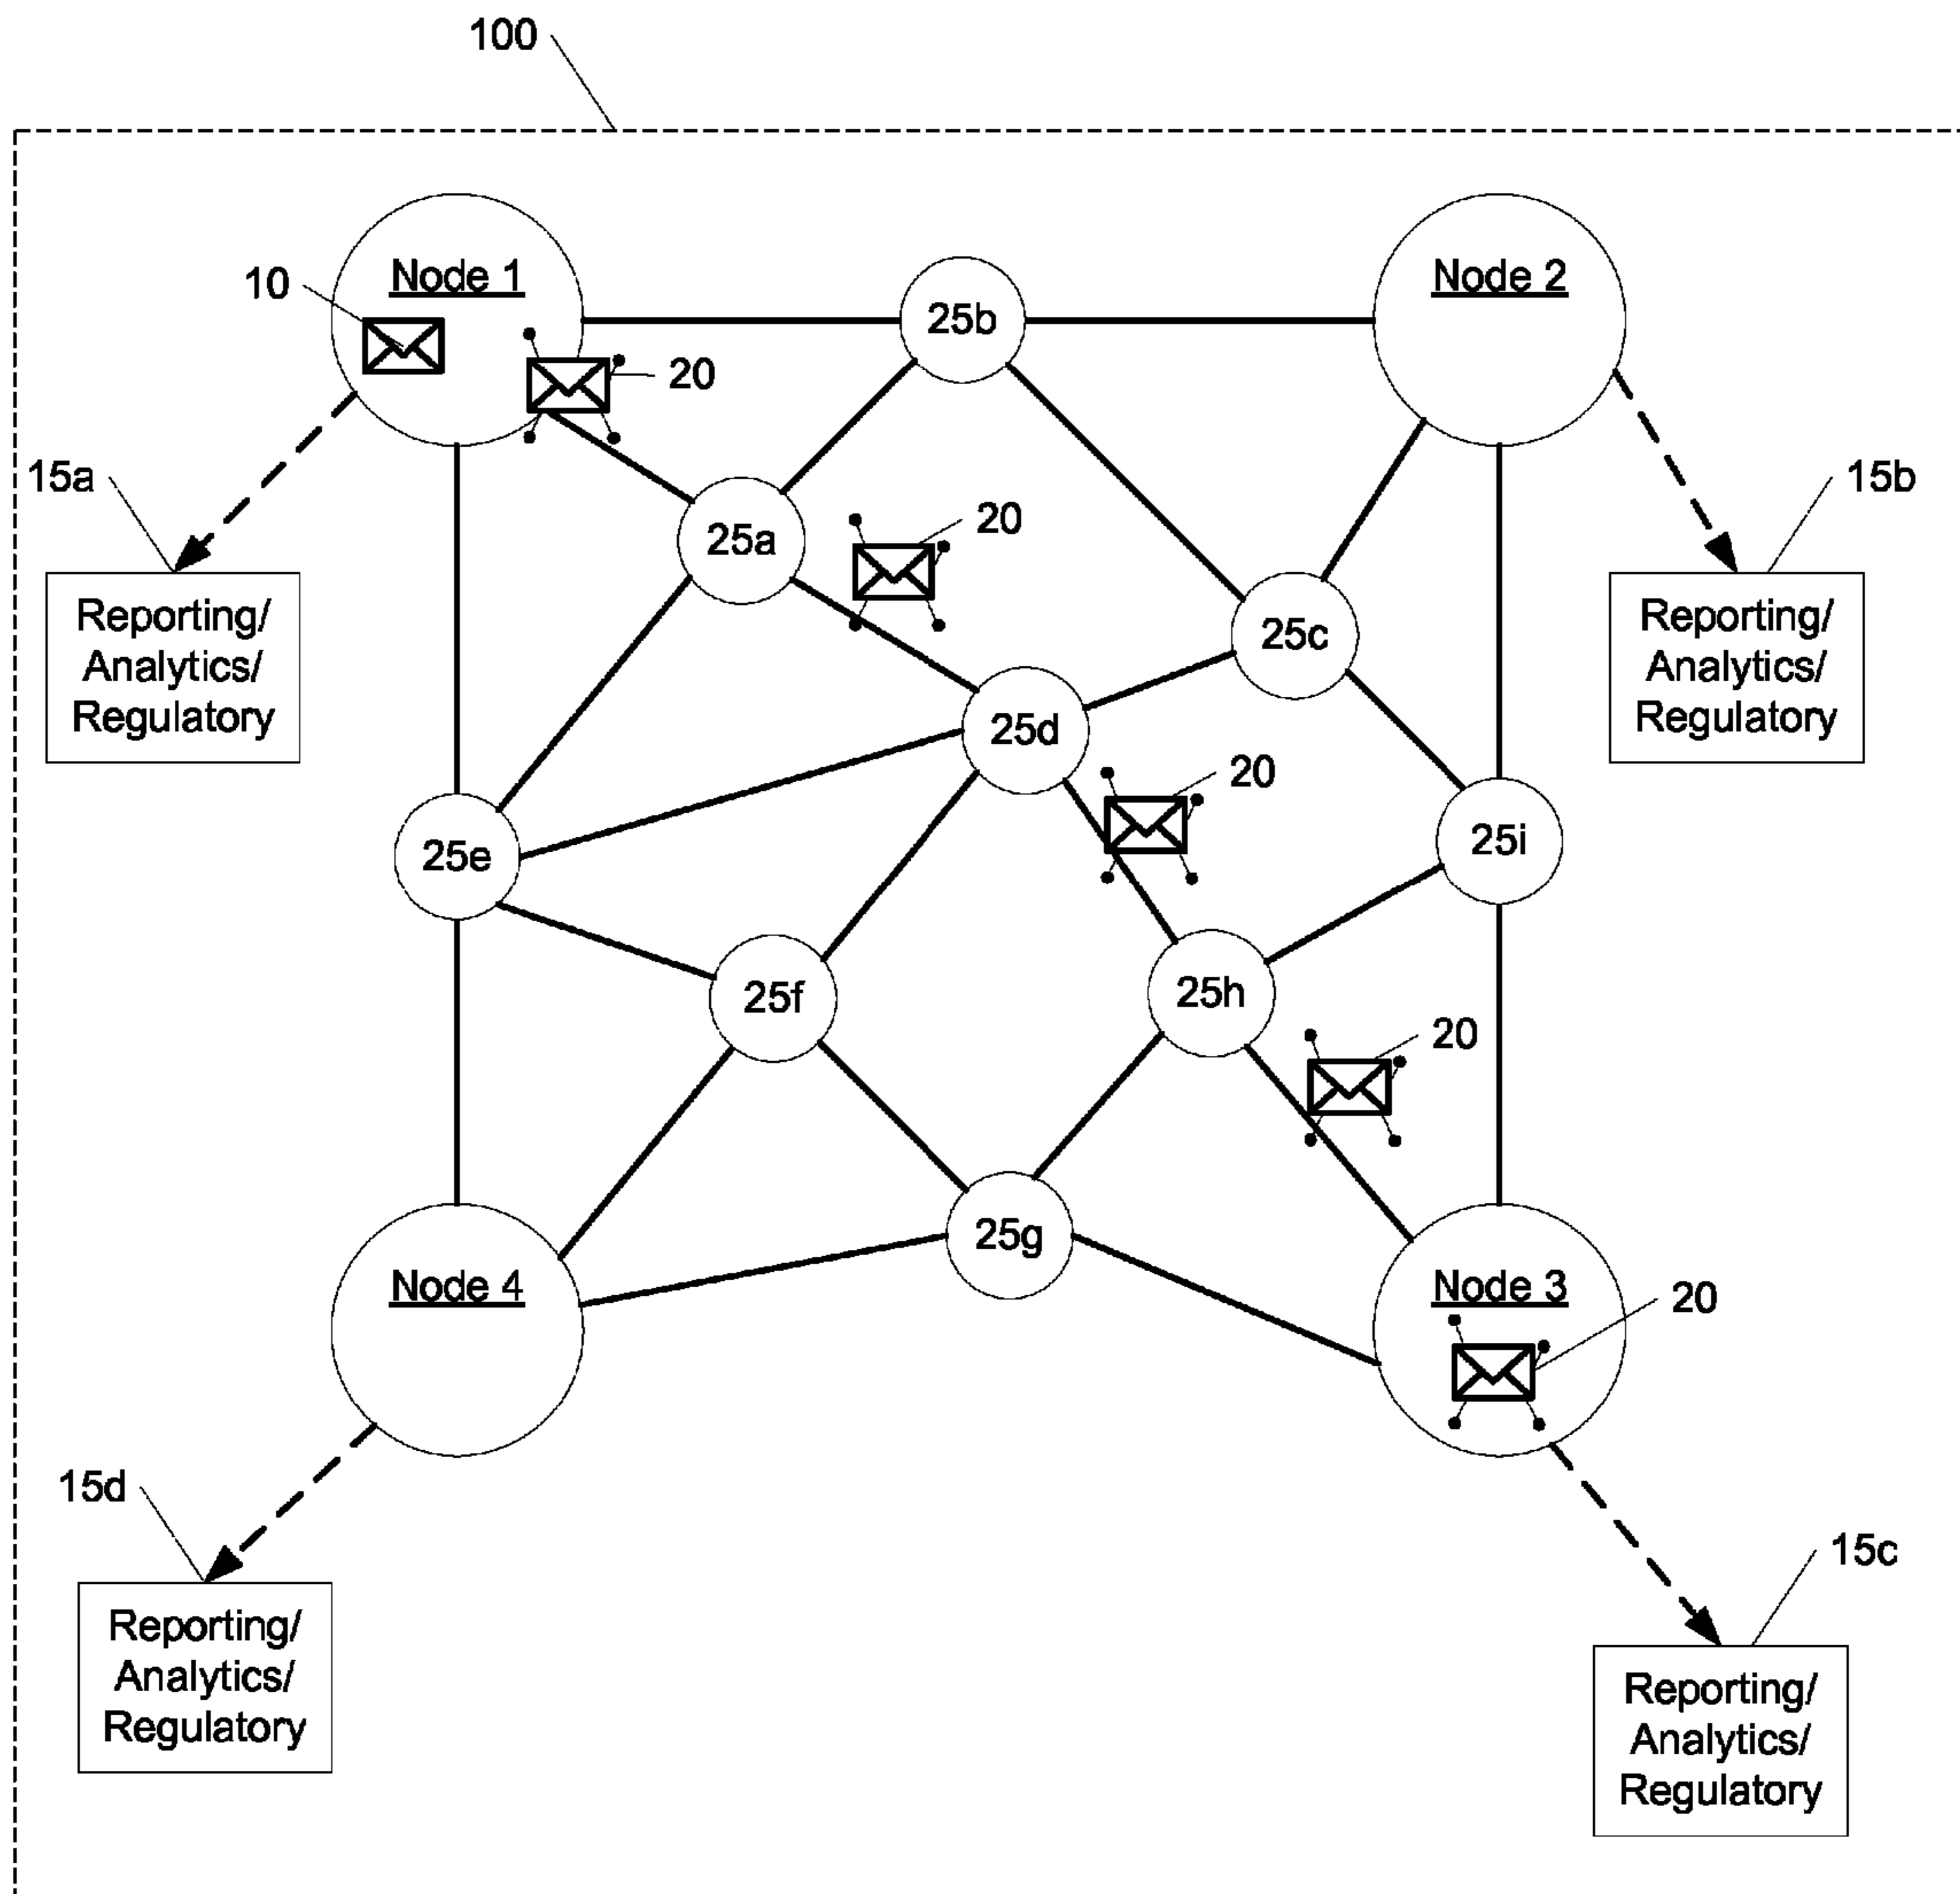 100
Node 1
Node 2
10
25b
20
15a
15b
20
25a
Reporting/
Analytics/
Regulatory
Reporting/
Analytics/
Regulatory
25c
25d
20
25e
25i
25f
25h
20
25g
Node 4
Node 3
20
15d
15c
Reporting/
Analytics/
Regulatory
Reporting/
Analytics/
Regulatory